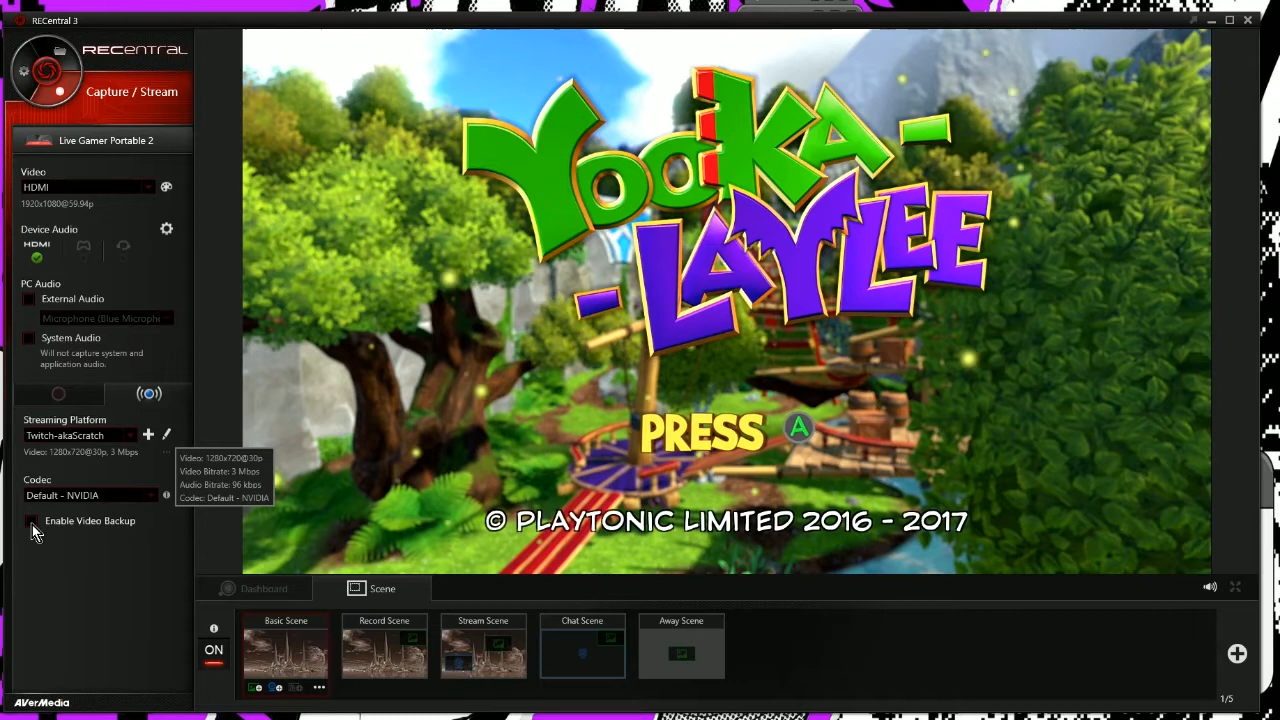 RECentral 3
RECENTRAL
Capture / Stream
Live Gamer Portable 2
Video
HDMI
1920x1080@59.94p
Device Audio
HDMI
PC Audio
External Audio
Microphone (Blue Microph
System Audio
Will not capture system and
application audio.
Streaming Platform
Twitch-akaScratch
Video: 1280x720@30p, 3 Mbps
Codec
Default - NVIDIA
Enable Video Backup
Video: 1280x720@30p
Video Bitrate: 3 Mbps
Audio Bitrate: 96 kbps
Codec: Default - NVIDIA
YOOKA-
-LAYLEE
PRESS A
© PLAYTONIC LIMITED 2016 - 2017
Dashboard
Scene
ON
Basic Scene
Record Scene
Stream Scene
Chat Scene
Away Scene
1/5
AVerMedia